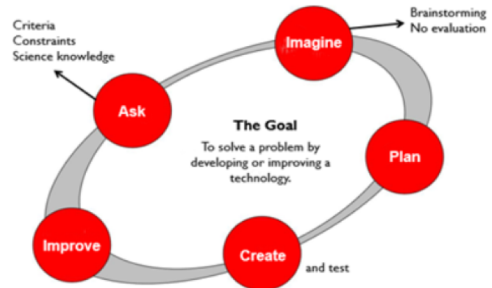 Criteria
Constraints
Science knowledge
Brainstorming
No evaluation
Imagine
Ask
The Goal
To solve a problem by
developing or improving a
technology.
Plan
Improve
Create
and test